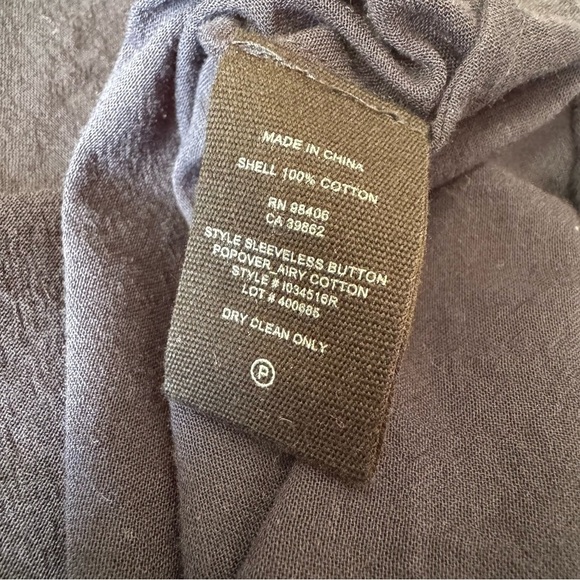 MADE IN CHINA
SHELL 100% COTTON
RN 98406
CA 39862
STYLE SLEEVELESS BUTTON
POPOVER_AIRY COTTON
STYLE # I034516R
LOT # 400685
DRY CLEAN ONLY
P